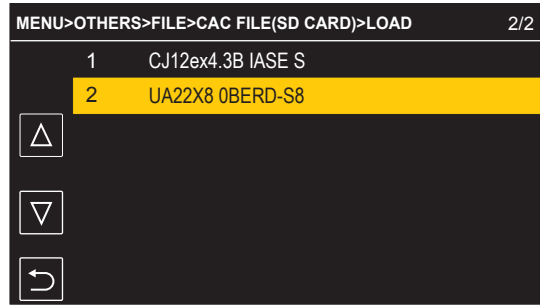 MENU>OTHERS>FILE>CAC FILE(SD CARD)>LOAD 2/2
1 CJ12ex4.3B IASE S
2 UA22X8 0BERD-S8